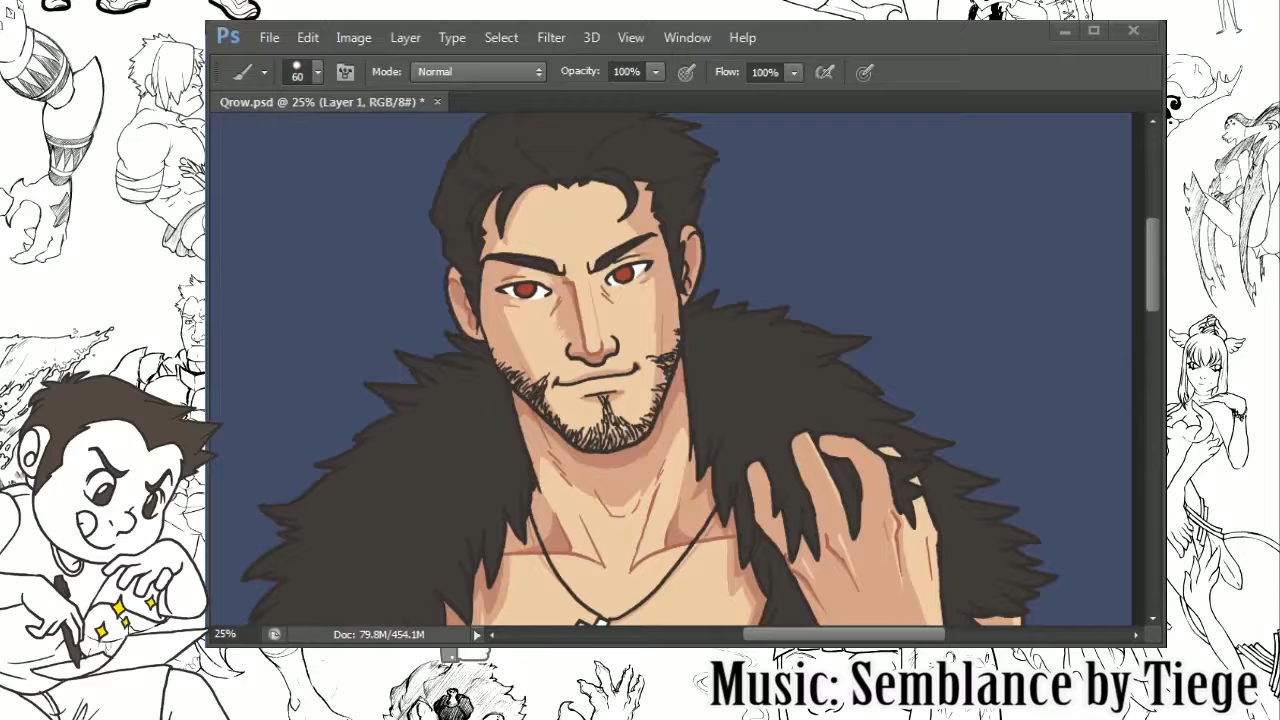 Ps File Edit Image Layer Type Select Filter 3D View Window Help
60 Mode: Normal Opacity: 100% Flow: 100%
Qrow.psd @ 25% (Layer 1, RGB/8#) * ×
25% Doc: 79.8M/454.1M
Music: Semblance by Tiege